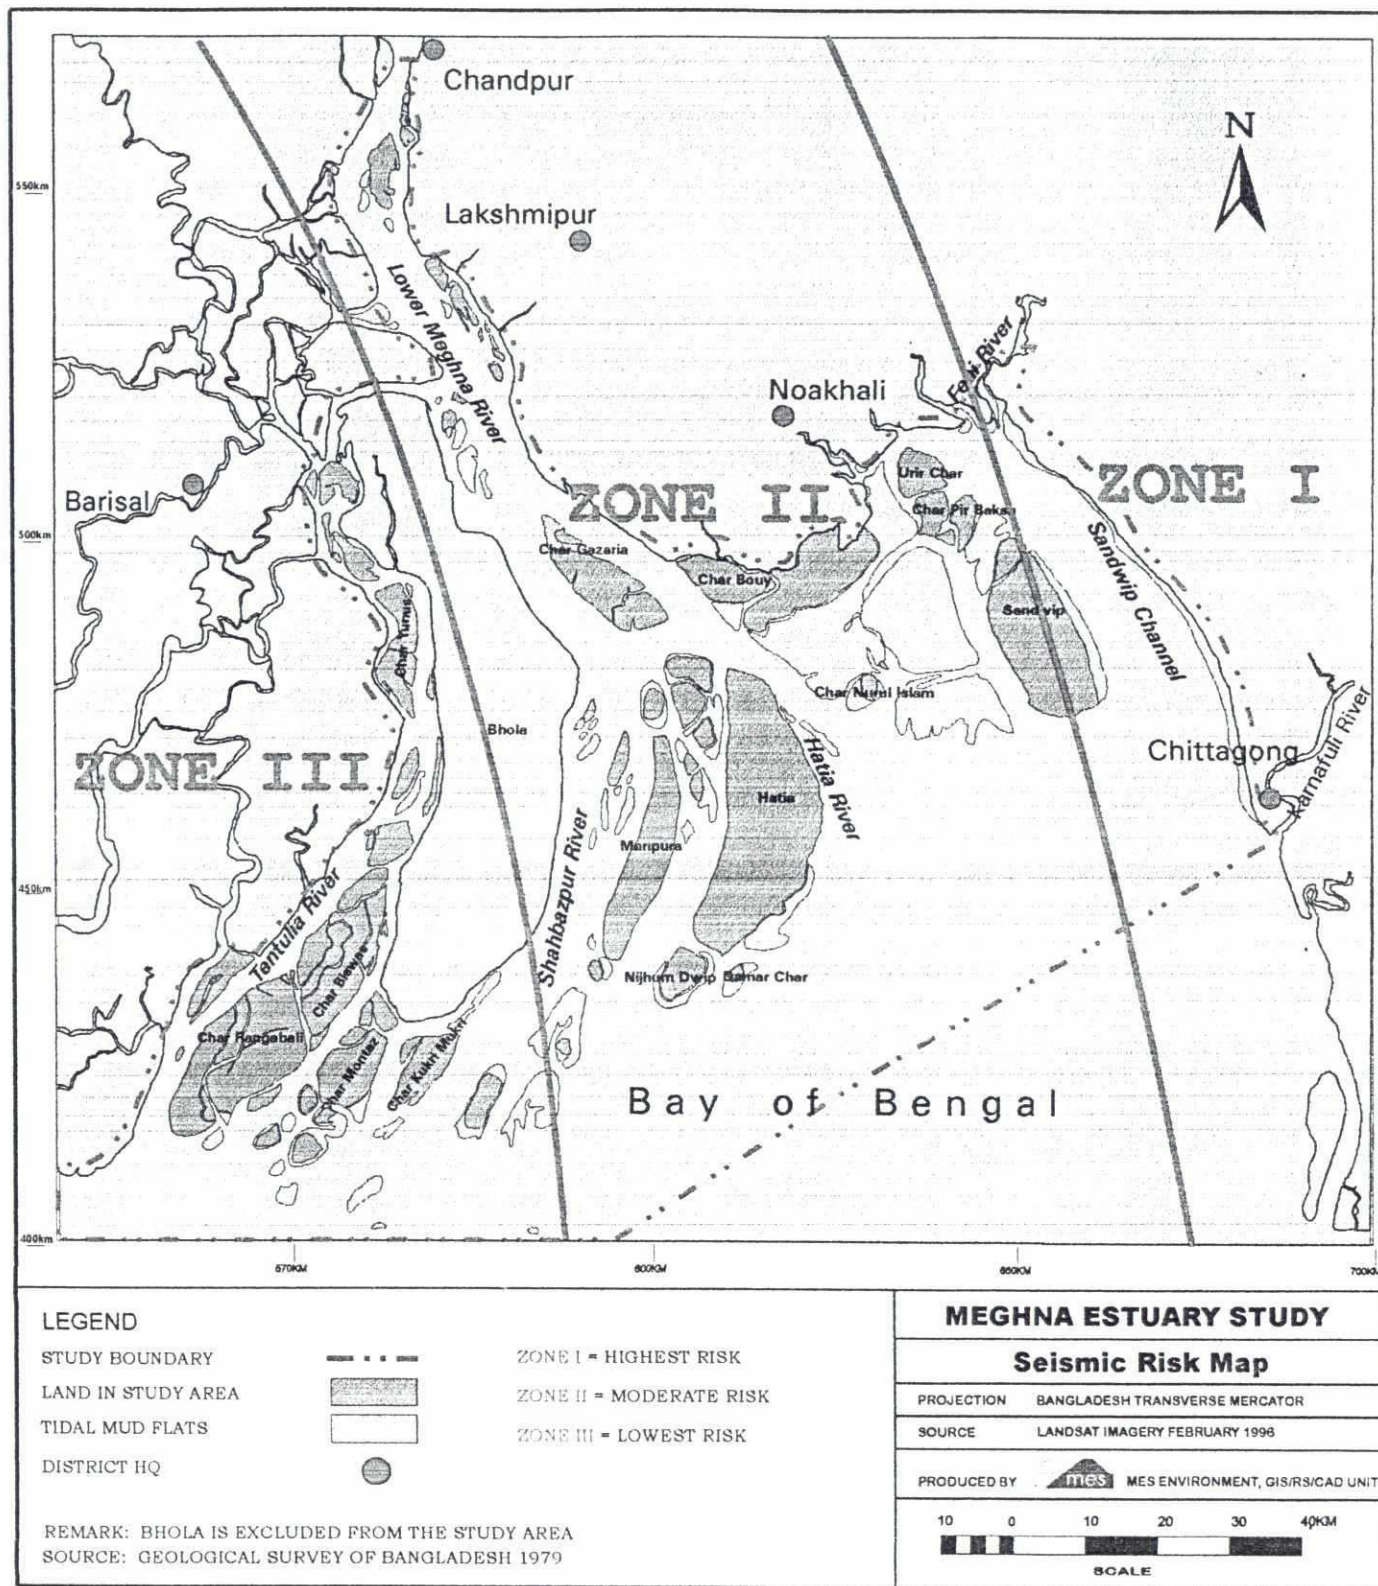 Chandpur
N
550km
Lakshmipur
Lower Meghna River
Feni River
Noakhali
Barisal
ZONE II
Urir Char
ZONE I
Char Pir Baksh
500km
Char Gazaria
Char Bouy
Sandwip
Sandwip Channel
Char Yunus
Char Nurul Islam
Bhola
ZONE III
Hatia River
Chittagong
Karnafuli River
Hatia
Manpura
450km
Tentulia River
Shahbazpur River
Char Biswas
Nijhum Dwip
Damar Char
Char Rangabali
Char Montaz
Char Kukri Mukri
Bay of Bengal
400km
570KM
600KM
650KM
700KM
LEGEND
STUDY BOUNDARY
LAND IN STUDY AREA
TIDAL MUD FLATS
DISTRICT HQ
ZONE I = HIGHEST RISK
ZONE II = MODERATE RISK
ZONE III = LOWEST RISK
REMARK: BHOLA IS EXCLUDED FROM THE STUDY AREA
SOURCE: GEOLOGICAL SURVEY OF BANGLADESH 1979
MEGHNA ESTUARY STUDY
Seismic Risk Map
PROJECTION BANGLADESH TRANSVERSE MERCATOR
SOURCE LANDSAT IMAGERY FEBRUARY 1996
PRODUCED BY mes MES ENVIRONMENT, GIS/RS/CAD UNIT
10 0 10 20 30 40KM
SCALE